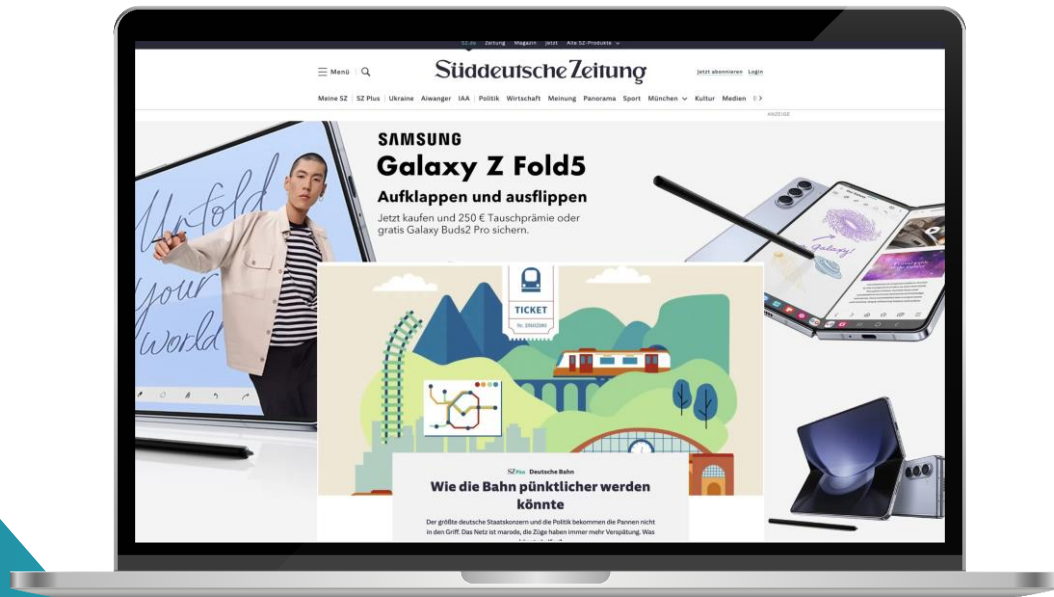 SZ.de Zeitung Magazin Jetzt Alle SZ-Produkte
Menü
Süddeutsche Zeitung
Jetzt abonnieren Login
Meine SZ SZ Plus Ukraine Aiwanger IAA Politik Wirtschaft Meinung Panorama Sport München Kultur Medien
ANZEIGE
SAMSUNG
Galaxy Z Fold5
Aufklappen und ausflippen
Jetzt kaufen und 250 € Tauschprämie oder
gratis Galaxy Buds2 Pro sichern.
Unfold
your
world
Galaxy!
TICKET
SZ Plus Deutsche Bahn
Wie die Bahn pünktlicher werden
könnte
Der größte deutsche Staatskonzern und die Politik bekommen die Pannen nicht
in den Griff. Das Netz ist marode, die Züge haben immer mehr Verspätung. Was